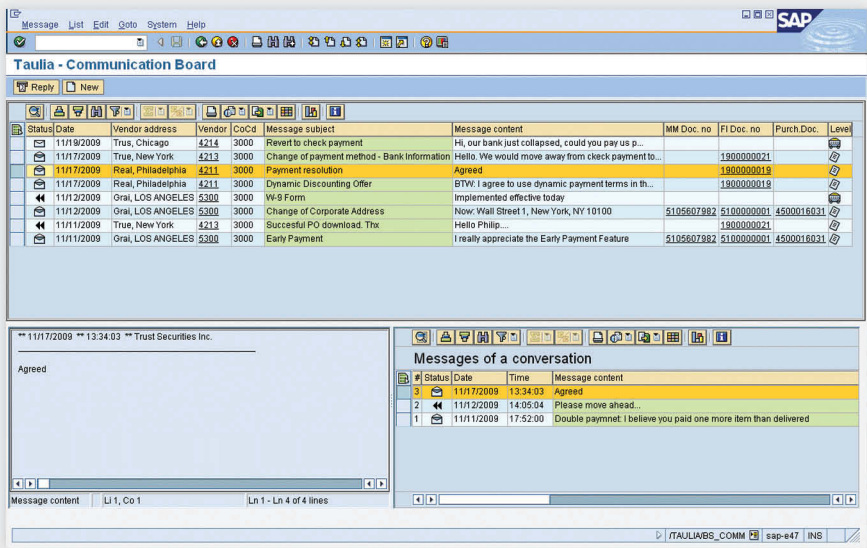 Message List Edit Goto System Help
SAP
Taulia - Communication Board
Reply New
Status Date Vendor address Vendor CoCd Message subject Message content MM Doc. no FI Doc. no Purch.Doc. Level
11/19/2009 Trus, Chicago 4214 3000 Revert to check payment Hi, our bank just collapsed, could you pay us p...
11/17/2009 True, New York 4213 3000 Change of payment method - Bank Information Hello. We would move away from ckeck payment to... 1900000021
11/17/2009 Real, Philadelphia 4211 3000 Payment resolution Agreed 1900000019
11/17/2009 Real, Philadelphia 4211 3000 Dynamic Discounting Offer BTW: I agree to use dynamic payment terms in th... 1900000019
11/12/2009 Grai, LOS ANGELES 5300 3000 W-9 Form Implemented effective today
11/12/2009 Grai, LOS ANGELES 5300 3000 Change of Corporate Address Now: Wall Street 1, New York, NY 10100 5105607982 5100000001 4500016031
11/11/2009 True, New York 4213 3000 Succesful PO download. Thx Hello Philip.... 1900000021
11/11/2009 Grai, LOS ANGELES 5300 3000 Early Payment I really appreciate the Early Payment Feature 5105607982 5100000001 4500016031
** 11/17/2009 ** 13:34:03 ** Trust Securities Inc.
Agreed
Message content Li 1, Co 1 Ln 1 - Ln 4 of 4 lines
Messages of a conversation
# Status Date Time Message content
3 11/17/2009 13:34:03 Agreed
2 11/12/2009 14:05:04 Please move ahead...
1 11/11/2009 17:52:00 Double paymnet: I believe you paid one more item than delivered
/TAULIA/BS_COMM sap-e47 INS